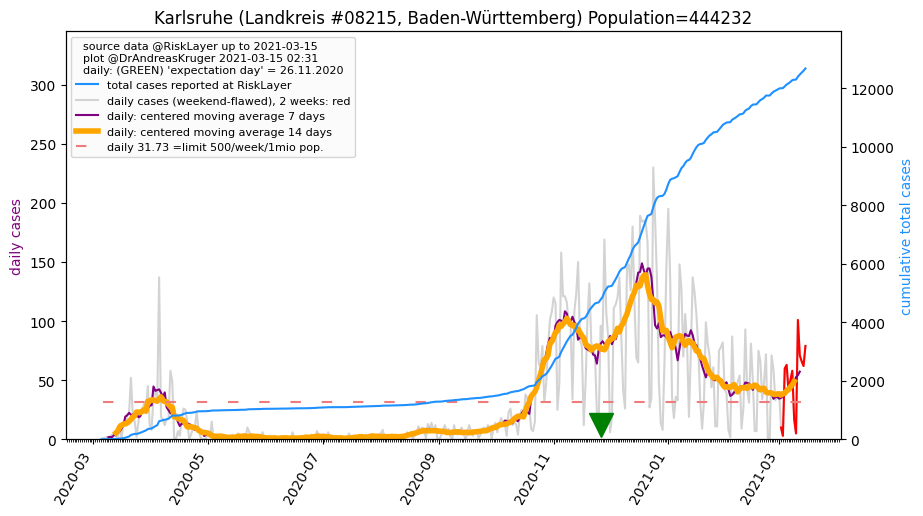 Karlsruhe (Landkreis #08215, Baden-Württemberg) Population=444232
source data @RiskLayer up to 2021-03-15
plot @DrAndreasKruger 2021-03-15 02:31
daily: (GREEN) 'expectation day' = 26.11.2020
total cases reported at RiskLayer
daily cases (weekend-flawed), 2 weeks: red
daily: centered moving average 7 days
daily: centered moving average 14 days
daily 31.73 =limit 500/week/1mio pop.
daily cases
300
250
200
150
100
50
0
cumulative total cases
12000
10000
8000
6000
4000
2000
0
2020-03
2020-05
2020-07
2020-09
2020-11
2021-01
2021-03